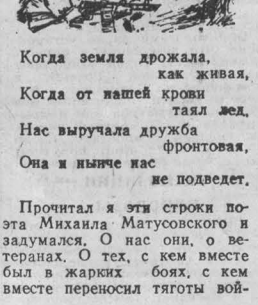 Когда земля дрожала,
как живая,
Когда от нашей крови
таял лед,
Нас выручала дружба
фронтовая,
Она и нынче нас
не подведет.
Прочитал я эти строки по-
эта Михаила Матусовского и
задумался. О нас они, о ве-
теранах. О тех, с кем вместе
был в жарких боях, с кем
вместе переносил тяготы вой-